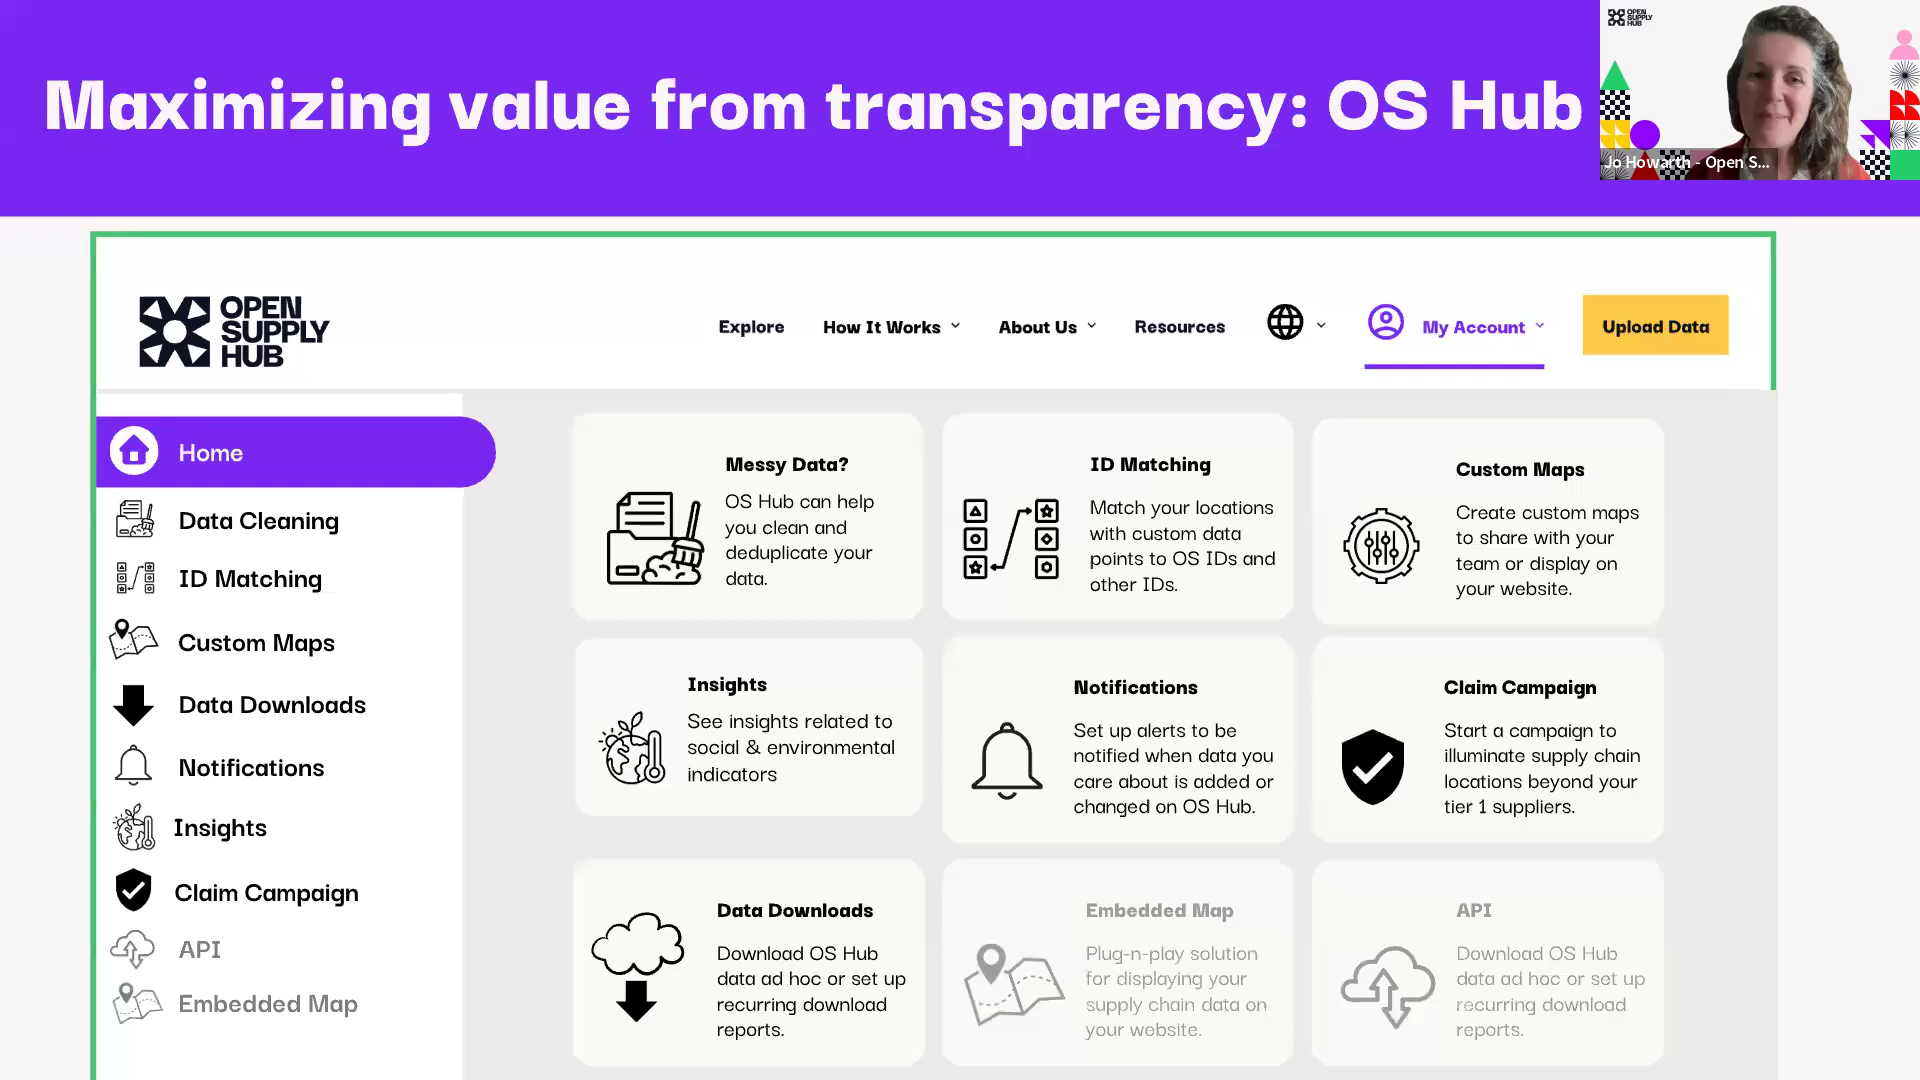 Maximizing value from transparency: OS Hub
OPEN
SUPPLY
HUB
Jo Howarth - Open S...
OPEN
SUPPLY
HUB
Explore
How It Works
About Us
Resources
My Account
Upload Data
Home
Data Cleaning
ID Matching
Custom Maps
Data Downloads
Notifications
Insights
Claim Campaign
API
Embedded Map
Messy Data?
OS Hub can help
you clean and
deduplicate your
data.
ID Matching
Match your locations
with custom data
points to OS IDs and
other IDs.
Custom Maps
Create custom maps
to share with your
team or display on
your website.
Insights
See insights related to
social & environmental
indicators
Notifications
Set up alerts to be
notified when data you
care about is added or
changed on OS Hub.
Claim Campaign
Start a campaign to
illuminate supply chain
locations beyond your
tier 1 suppliers.
Data Downloads
Download OS Hub
data ad hoc or set up
recurring download
reports.
Embedded Map
Plug-n-play solution
for displaying your
supply chain data on
your website.
API
Download OS Hub
data ad hoc or set up
recurring download
reports.